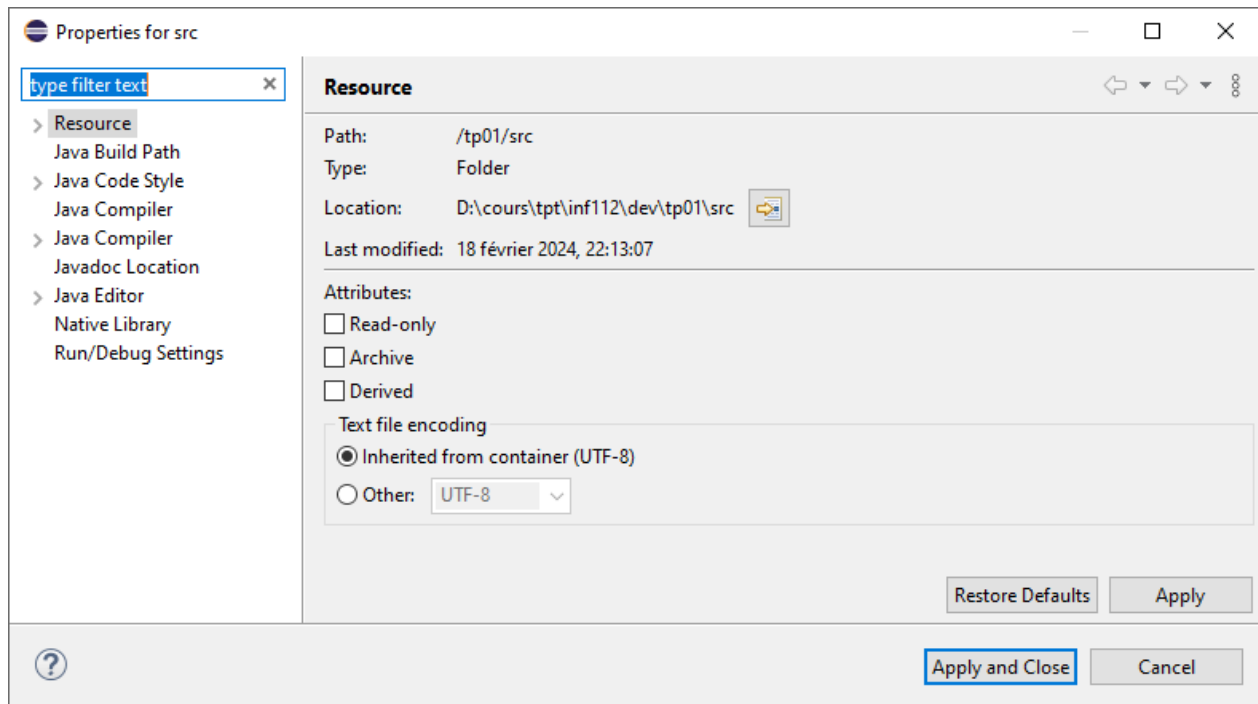 Properties for src
type filter text
Resource
Java Build Path
Java Code Style
Java Compiler
Java Compiler
Javadoc Location
Java Editor
Native Library
Run/Debug Settings
Resource
Path: /tp01/src
Type: Folder
Location: D:\cours\tpt\inf112\dev\tp01\src
Last modified: 18 février 2024, 22:13:07
Attributes:
Read-only
Archive
Derived
Text file encoding
Inherited from container (UTF-8)
Other: UTF-8
Restore Defaults Apply
? Apply and Close Cancel